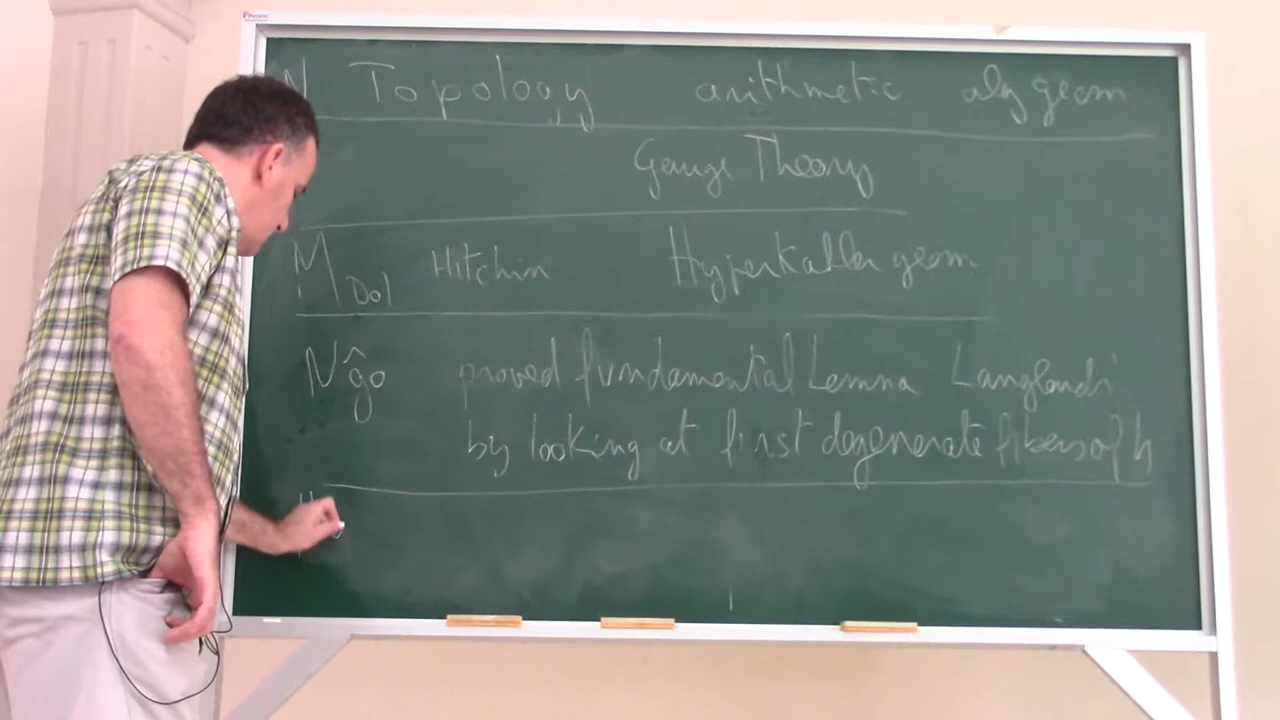 N Topology arithmetic alg geom
Gauge Theory
M Dol Hitchin Hyperkahler geom
Ngô proved fundamental Lemma Langlands
by looking at first degenerate fibers of h